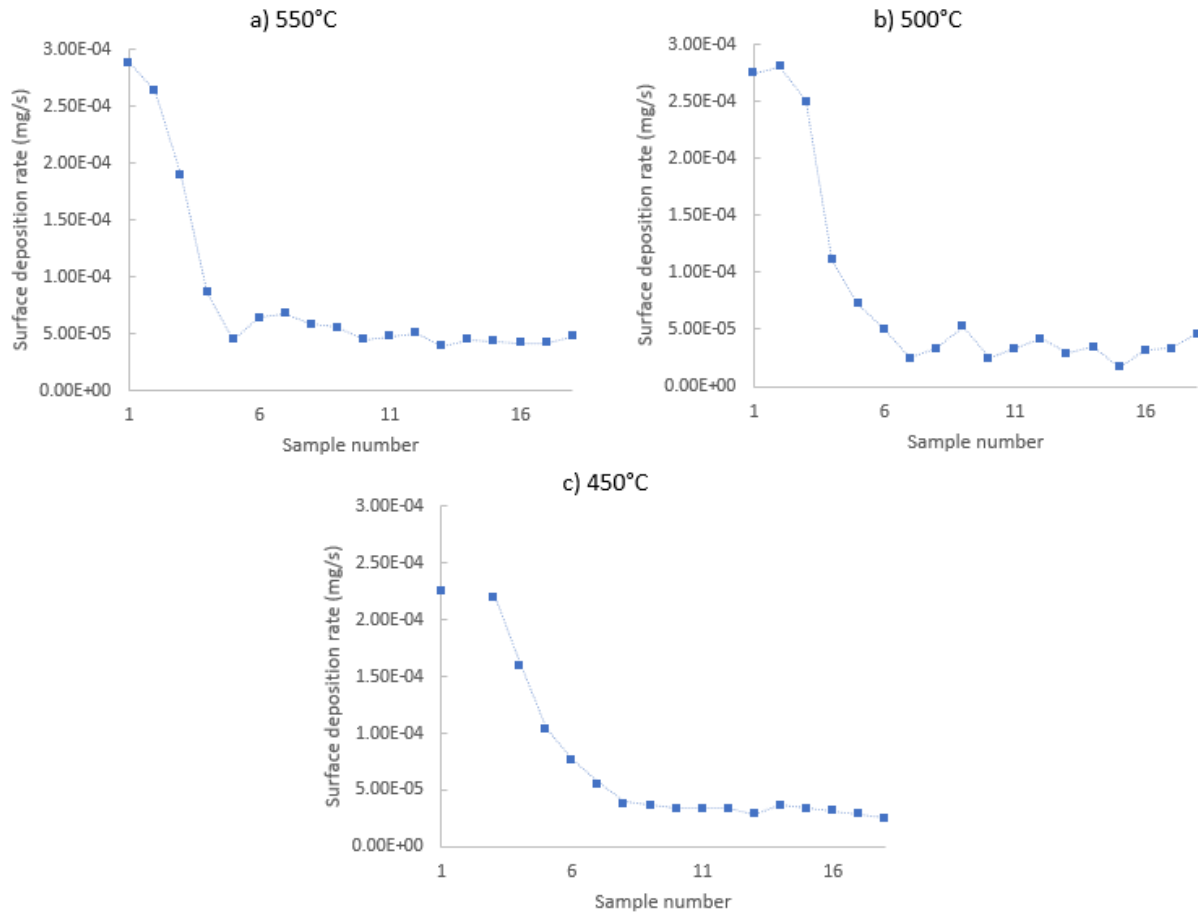 a) 550°C
3.00E-04
2.50E-04
2.00E-04
1.50E-04
1.00E-04
5.00E-05
0.00E+00
Surface deposition rate (mg/s)
1 6 11 16
Sample number
b) 500°C
3.00E-04
2.50E-04
2.00E-04
1.50E-04
1.00E-04
5.00E-05
0.00E+00
Surface deposition rate (mg/s)
1 6 11 16
Sample number
c) 450°C
3.00E-04
2.50E-04
2.00E-04
1.50E-04
1.00E-04
5.00E-05
0.00E+00
Surface deposition rate (mg/s)
1 6 11 16
Sample number